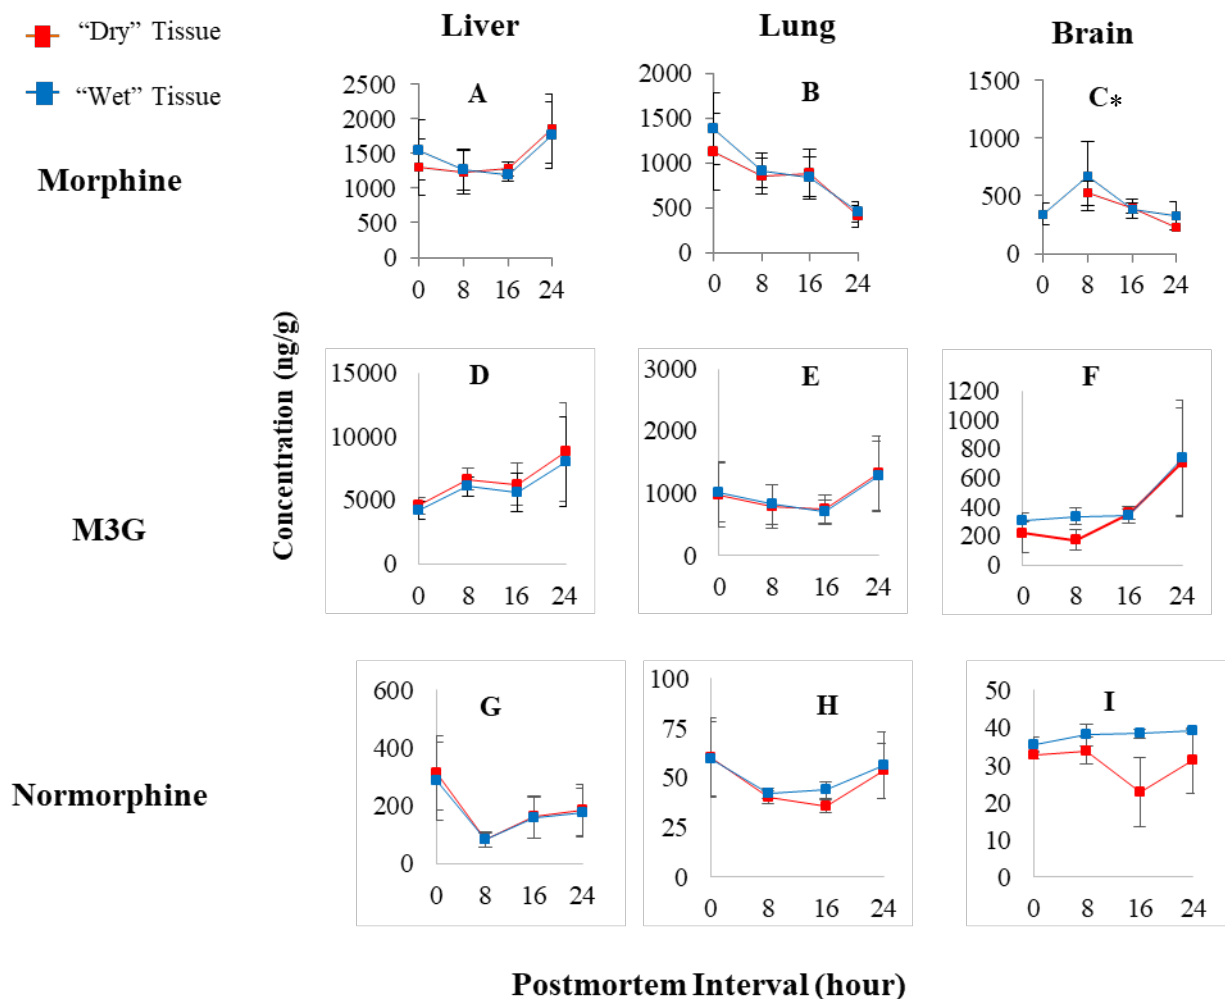 “Dry” Tissue
“Wet” Tissue
Liver
Lung
Brain
Morphine
M3G
Normorphine
Concentration (ng/g)
A
2500
2000
1500
1000
500
0
0 8 16 24
B
2000
1500
1000
500
0
0 8 16 24
C*
1500
1000
500
0
0 8 16 24
D
15000
10000
5000
0
0 8 16 24
E
3000
2000
1000
0
0 8 16 24
F
1200
1000
800
600
400
200
0
0 8 16 24
G
600
400
200
0
0 8 16 24
H
100
75
50
25
0
0 8 16 24
I
50
40
30
20
10
0
0 8 16 24
Postmortem Interval (hour)